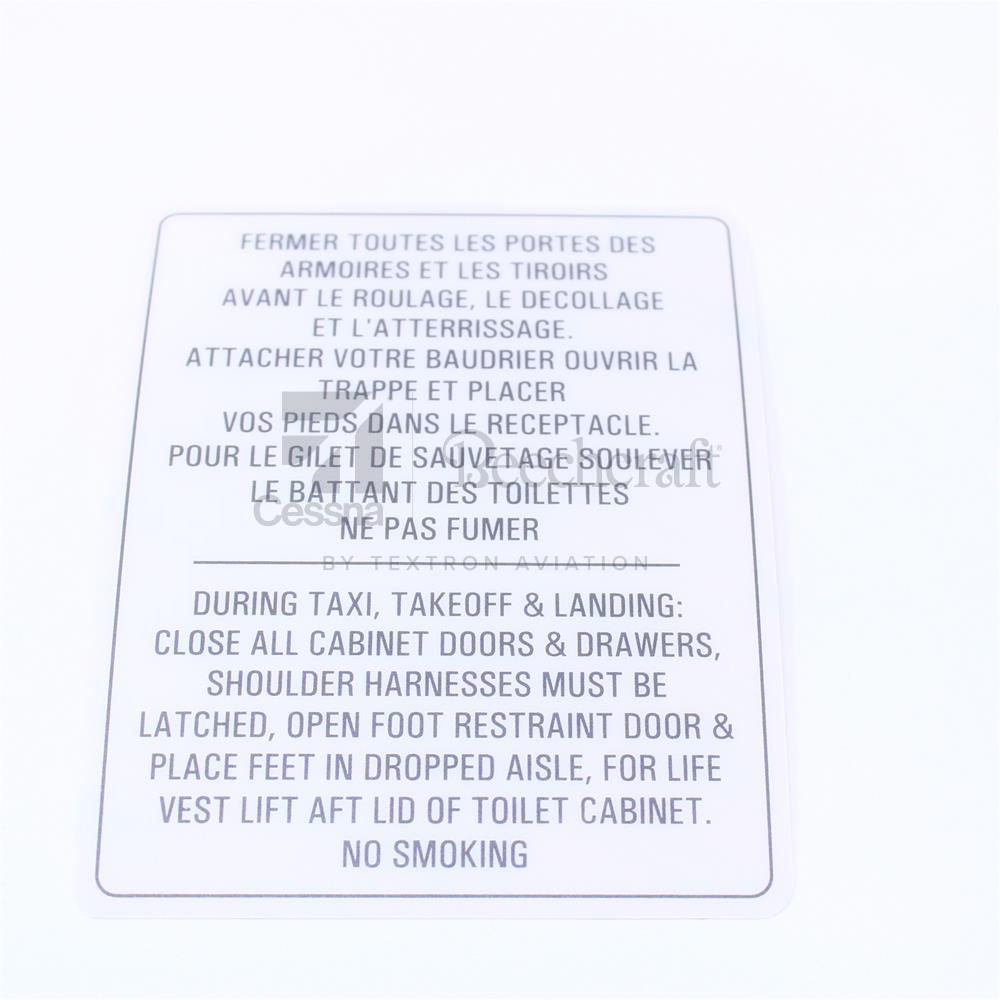 FERMER TOUTES LES PORTES DES
ARMOIRES ET LES TIROIRS
AVANT LE ROULAGE, LE DECOLLAGE
ET L'ATTERRISSAGE.
ATTACHER VOTRE BAUDRIER OUVRIR LA
TRAPPE ET PLACER
VOS PIEDS DANS LE RECEPTACLE.
POUR LE GILET DE SAUVETAGE SOULEVER
LE BATTANT DES TOILETTES
NE PAS FUMER
Cessna
Beechcraft
BY TEXTRON AVIATION
DURING TAXI, TAKEOFF & LANDING:
CLOSE ALL CABINET DOORS & DRAWERS,
SHOULDER HARNESSES MUST BE
LATCHED, OPEN FOOT RESTRAINT DOOR &
PLACE FEET IN DROPPED AISLE, FOR LIFE
VEST LIFT AFT LID OF TOILET CABINET.
NO SMOKING